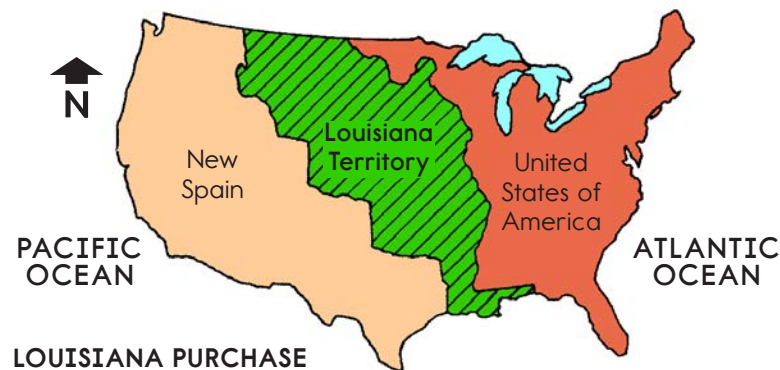 N
Louisiana
Territory
New
Spain
United
States of
America
PACIFIC
OCEAN
ATLANTIC
OCEAN
LOUISIANA PURCHASE